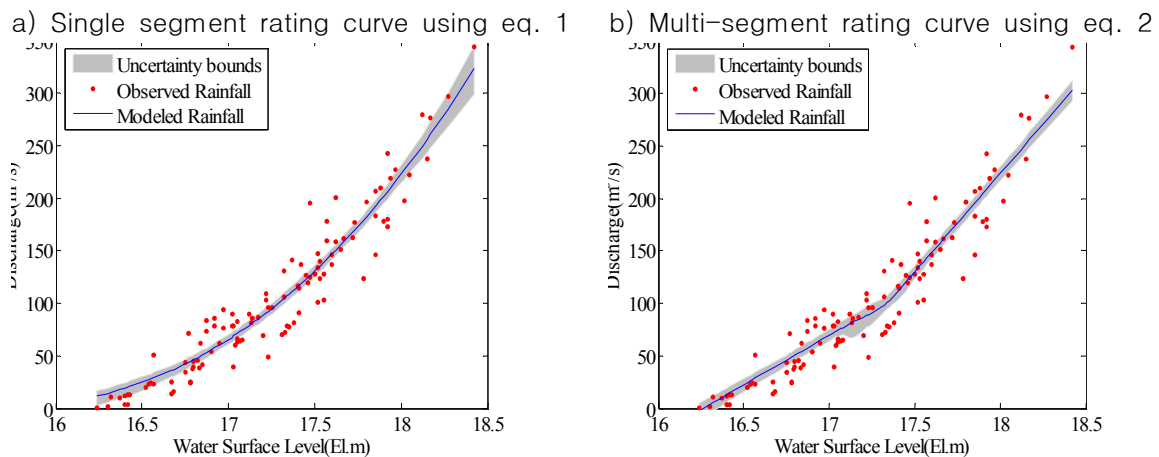 a) Single segment rating curve using eq. 1
b) Multi-segment rating curve using eq. 2
Uncertainty bounds
Observed Rainfall
Modeled Rainfall
350
300
250
200
150
100
50
0
16
16.5
17
17.5
18
18.5
Water Surface Level(El.m)
Discharge(m³/s)
Uncertainty bounds
Observed Rainfall
Modeled Rainfall
350
300
250
200
150
100
50
0
16
16.5
17
17.5
18
18.5
Water Surface Level(El.m)
Discharge(m³/s)